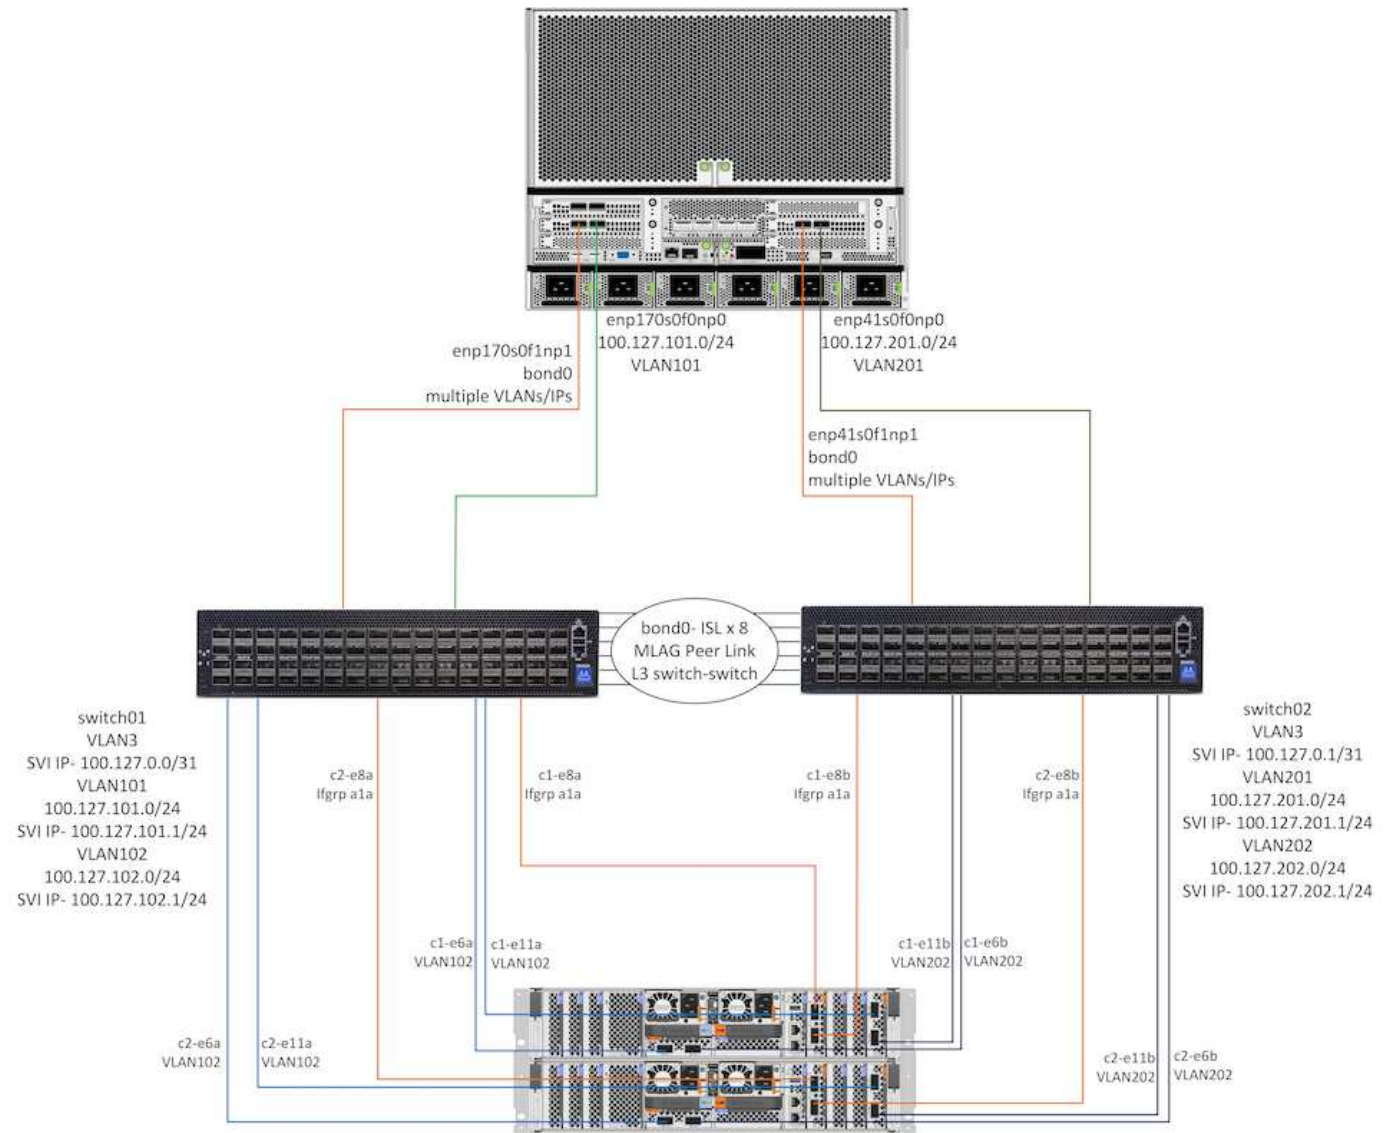 enp170s0f0np0
100.127.101.0/24
VLAN101
enp41s0f0np0
100.127.201.0/24
VLAN201
enp170s0f1np1
bond0
multiple VLANs/IPs
enp41s0f1np1
bond0
multiple VLANs/IPs
bond0- ISL x 8
MLAG Peer Link
L3 switch-switch
switch01
VLAN3
SVI IP- 100.127.0.0/31
VLAN101
100.127.101.0/24
SVI IP- 100.127.101.1/24
VLAN102
100.127.102.0/24
SVI IP- 100.127.102.1/24
c2-e8a
Ifgrp a1a
c1-e8a
Ifgrp a1a
c1-e8b
Ifgrp a1a
c2-e8b
Ifgrp a1a
switch02
VLAN3
SVI IP- 100.127.0.1/31
VLAN201
100.127.201.0/24
SVI IP- 100.127.201.1/24
VLAN202
100.127.202.0/24
SVI IP- 100.127.202.1/24
c1-e6a
VLAN102
c1-e11a
VLAN102
c1-e11b
VLAN202
c1-e6b
VLAN202
c2-e6a
VLAN102
c2-e11a
VLAN102
c2-e11b
VLAN202
c2-e6b
VLAN202